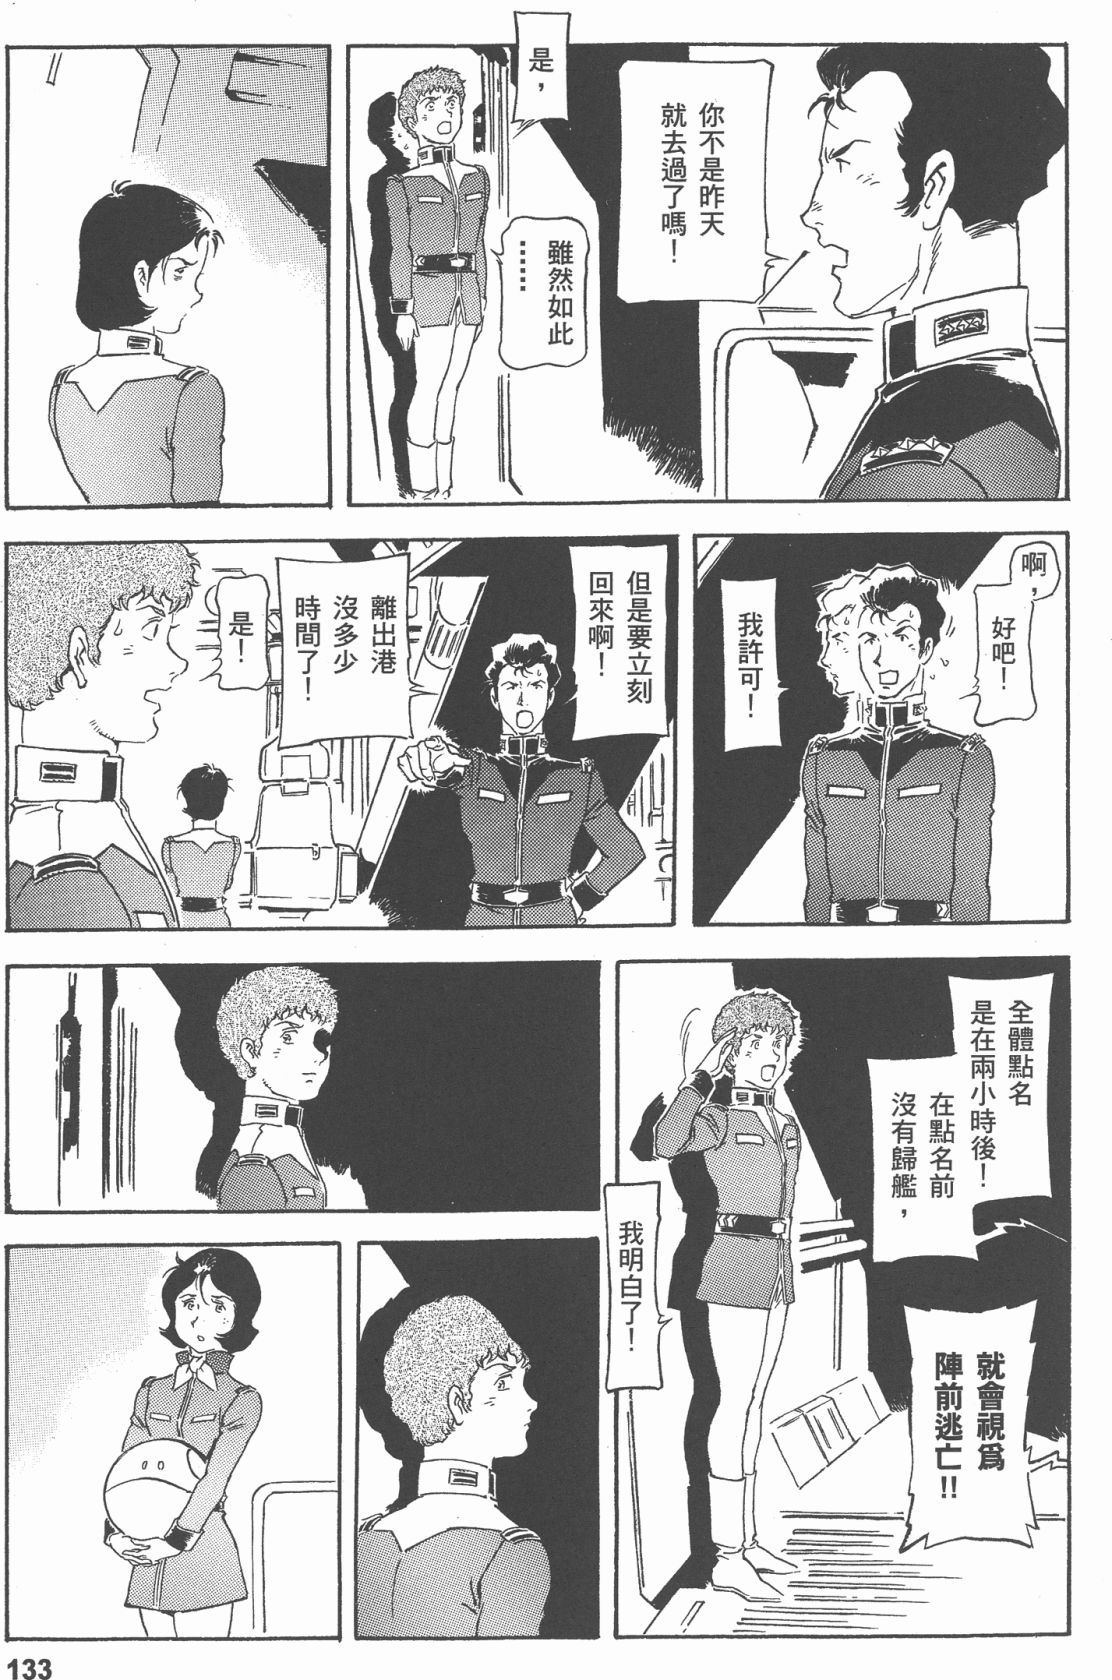 你不是昨天
就去過了嗎！
是，
雖然如此
⋯⋯
啊，
好吧！
我許可！
但是要立刻
回來啊！
離出港
沒多少
時間了！
是！
全體點名
是在兩小時後！
在點名前
沒有歸艦，
就會視爲
陣前逃亡!!
我明白了！
133